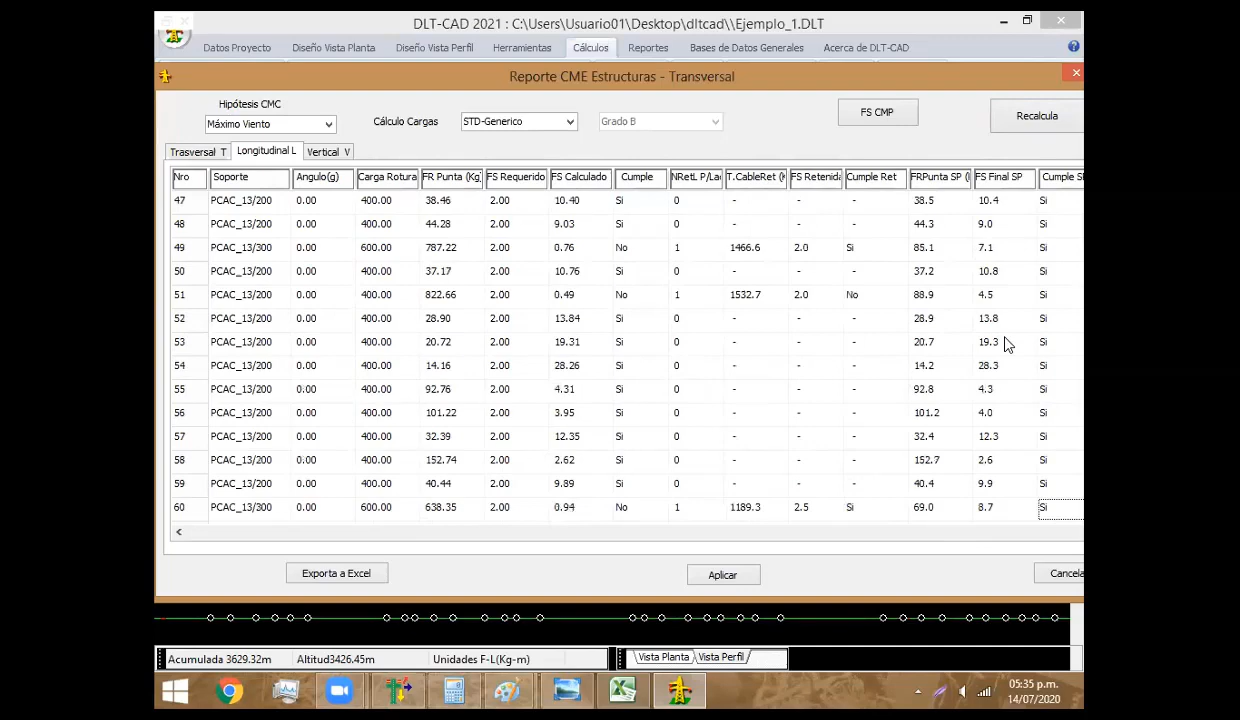 DLT-CAD 2021 : C:\Users\Usuario01\Desktop\dltcad\\Ejemplo_1.DLT
Datos Proyecto Diseño Vista Planta Diseño Vista Perfil Herramientas Cálculos Reportes Bases de Datos Generales Acerca de DLT-CAD
Reporte CME Estructuras - Transversal
Hipótesis CMC
Máximo Viento Cálculo Cargas STD-Generico Grado B FS CMP Recalcula
Trasversal T Longitudinal L Vertical V
Nro Soporte Angulo(g) Carga Rotura FR Punta (Kg FS Requerido FS Calculado Cumple NRetL P/Lac T.CableRet (K FS Retenida Cumple Ret FRPunta SP ( FS Final SP Cumple S
47 PCAC_13/200 0.00 400.00 38.46 2.00 10.40 Si 0 - - - 38.5 10.4 Si
48 PCAC_13/200 0.00 400.00 44.28 2.00 9.03 Si 0 - - - 44.3 9.0 Si
49 PCAC_13/300 0.00 600.00 787.22 2.00 0.76 No 1 1466.6 2.0 Si 85.1 7.1 Si
50 PCAC_13/200 0.00 400.00 37.17 2.00 10.76 Si 0 - - - 37.2 10.8 Si
51 PCAC_13/200 0.00 400.00 822.66 2.00 0.49 No 1 1532.7 2.0 No 88.9 4.5 Si
52 PCAC_13/200 0.00 400.00 28.90 2.00 13.84 Si 0 - - - 28.9 13.8 Si
53 PCAC_13/200 0.00 400.00 20.72 2.00 19.31 Si 0 - - - 20.7 19.3 Si
54 PCAC_13/200 0.00 400.00 14.16 2.00 28.26 Si 0 - - - 14.2 28.3 Si
55 PCAC_13/200 0.00 400.00 92.76 2.00 4.31 Si 0 - - - 92.8 4.3 Si
56 PCAC_13/200 0.00 400.00 101.22 2.00 3.95 Si 0 - - - 101.2 4.0 Si
57 PCAC_13/200 0.00 400.00 32.39 2.00 12.35 Si 0 - - - 32.4 12.3 Si
58 PCAC_13/200 0.00 400.00 152.74 2.00 2.62 Si 0 - - - 152.7 2.6 Si
59 PCAC_13/200 0.00 400.00 40.44 2.00 9.89 Si 0 - - - 40.4 9.9 Si
60 PCAC_13/300 0.00 600.00 638.35 2.00 0.94 No 1 1189.3 2.5 Si 69.0 8.7 Si
Exporta a Excel Aplicar Cancela
Acumulada 3629.32m Altitud3426.45m Unidades F-L(Kg-m) Vista Planta Vista Perfil
05:35 p.m.
14/07/2020